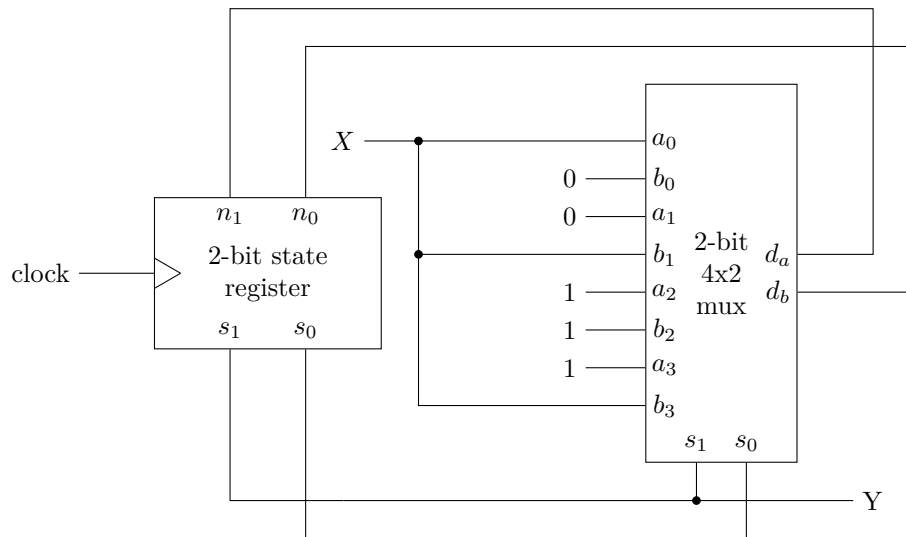 X
a₀
0 b₀
n₁ n₀
0 a₁
2-bit state
register
b₁
2-bit
4x2
mux
dₐ
clock
1 a₂
d_b
s₁ s₀
1 b₂
1 a₃
b₃
s₁ s₀
Y